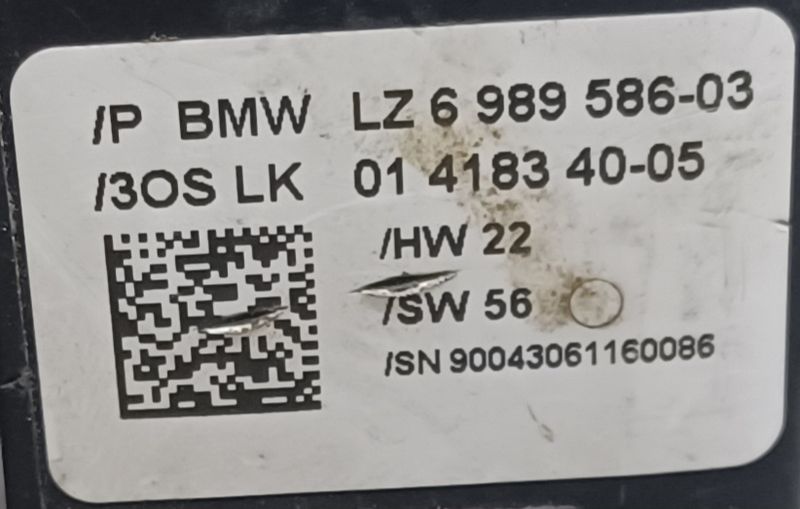 /P BMW LZ 6 989 586-03
/3OS LK 01 4183 40-05
/HW 22
/SW 56
/SN 90043061160086